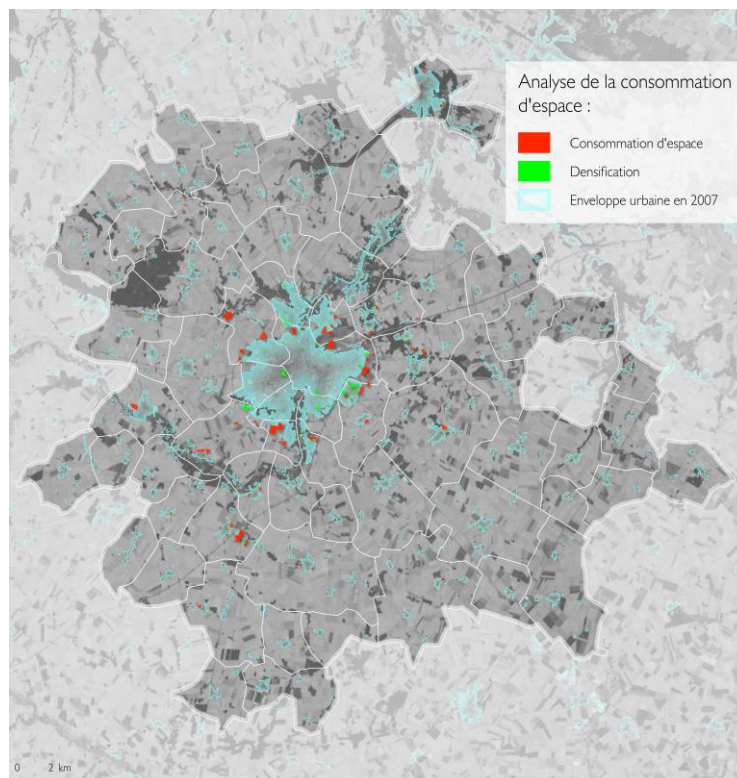 Analyse de la consommation
d'espace :
Consommation d'espace
Densification
Enveloppe urbaine en 2007
0 2 km